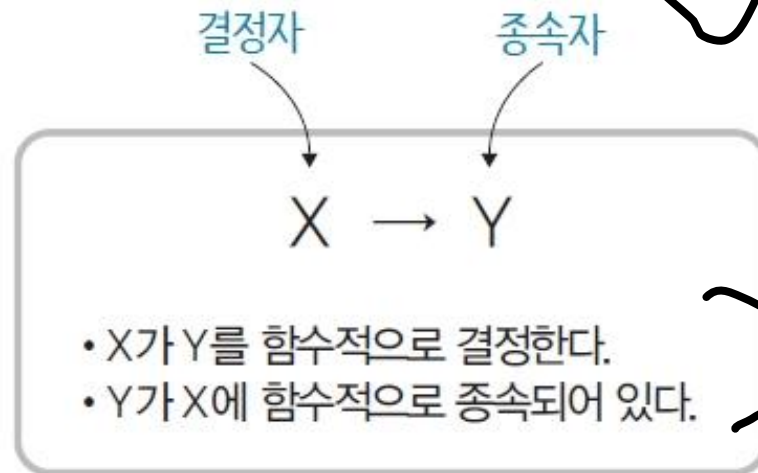 결정자 종속자
X → Y
• X가 Y를 함수적으로 결정한다.
• Y가 X에 함수적으로 종속되어 있다.